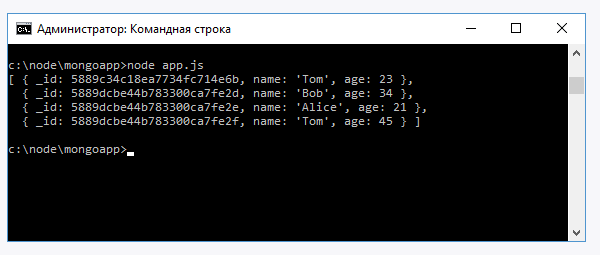 Администратор: Командная строка
c:\node\mongoapp>node app.js
[ { _id: 5889c34c18ea7734fc714e6b, name: 'Tom', age: 23 },
  { _id: 5889dcbe44b783300ca7fe2d, name: 'Bob', age: 34 },
  { _id: 5889dcbe44b783300ca7fe2e, name: 'Alice', age: 21 },
  { _id: 5889dcbe44b783300ca7fe2f, name: 'Tom', age: 45 } ]
c:\node\mongoapp>